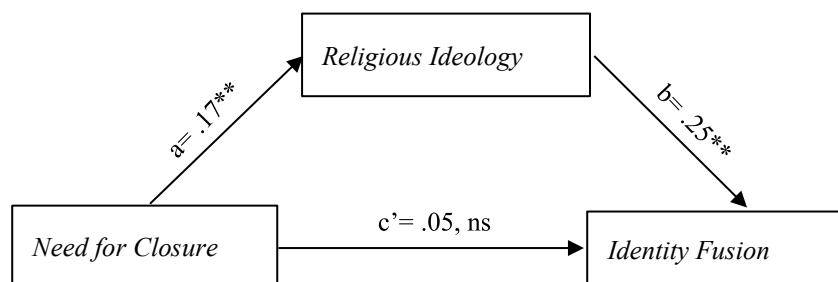 Religious Ideology
a= .17**
b= .25**
c’= .05, ns
Need for Closure
Identity Fusion